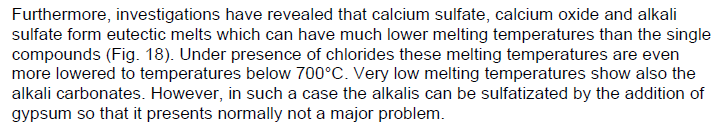 Furthermore, investigations have revealed that calcium sulfate, calcium oxide and alkali
sulfate form eutectic melts which can have much lower melting temperatures than the single
compounds (Fig. 18). Under presence of chlorides these melting temperatures are even
more lowered to temperatures below 700°C. Very low melting temperatures show also the
alkali carbonates. However, in such a case the alkalis can be sulfatizated by the addition of
gypsum so that it presents normally not a major problem.